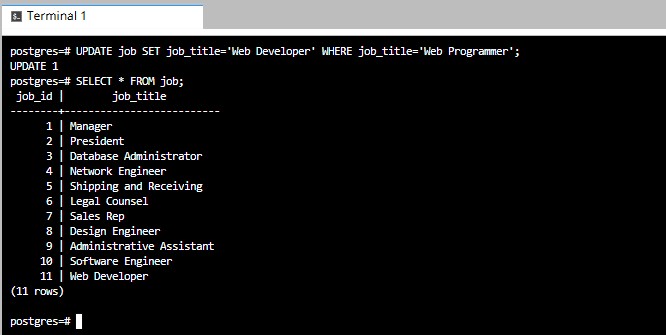 Terminal 1
postgres=# UPDATE job SET job_title='Web Developer' WHERE job_title='Web Programmer';
UPDATE 1
postgres=# SELECT * FROM job;
 job_id |        job_title
--------+--------------------------
      1 | Manager
      2 | President
      3 | Database Administrator
      4 | Network Engineer
      5 | Shipping and Receiving
      6 | Legal Counsel
      7 | Sales Rep
      8 | Design Engineer
      9 | Administrative Assistant
     10 | Software Engineer
     11 | Web Developer
(11 rows)
postgres=#